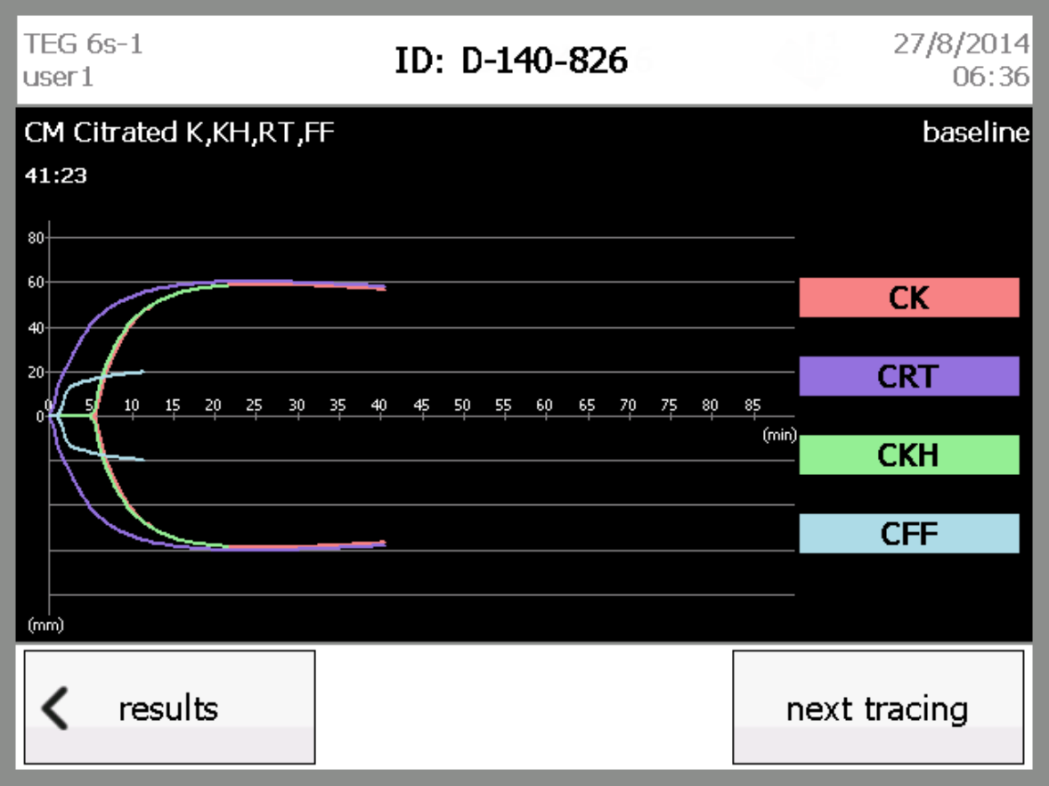 TEG 6s-1
user1
ID: D-140-826
27/8/2014
06:36
CM Citrated K,KH,RT,FF
baseline
41:23
80
60
40
20
0
0 5 10 15 20 25 30 35 40 45 50 55 60 65 70 75 80 85
(min)
(mm)
CK
CRT
CKH
CFF
results
next tracing